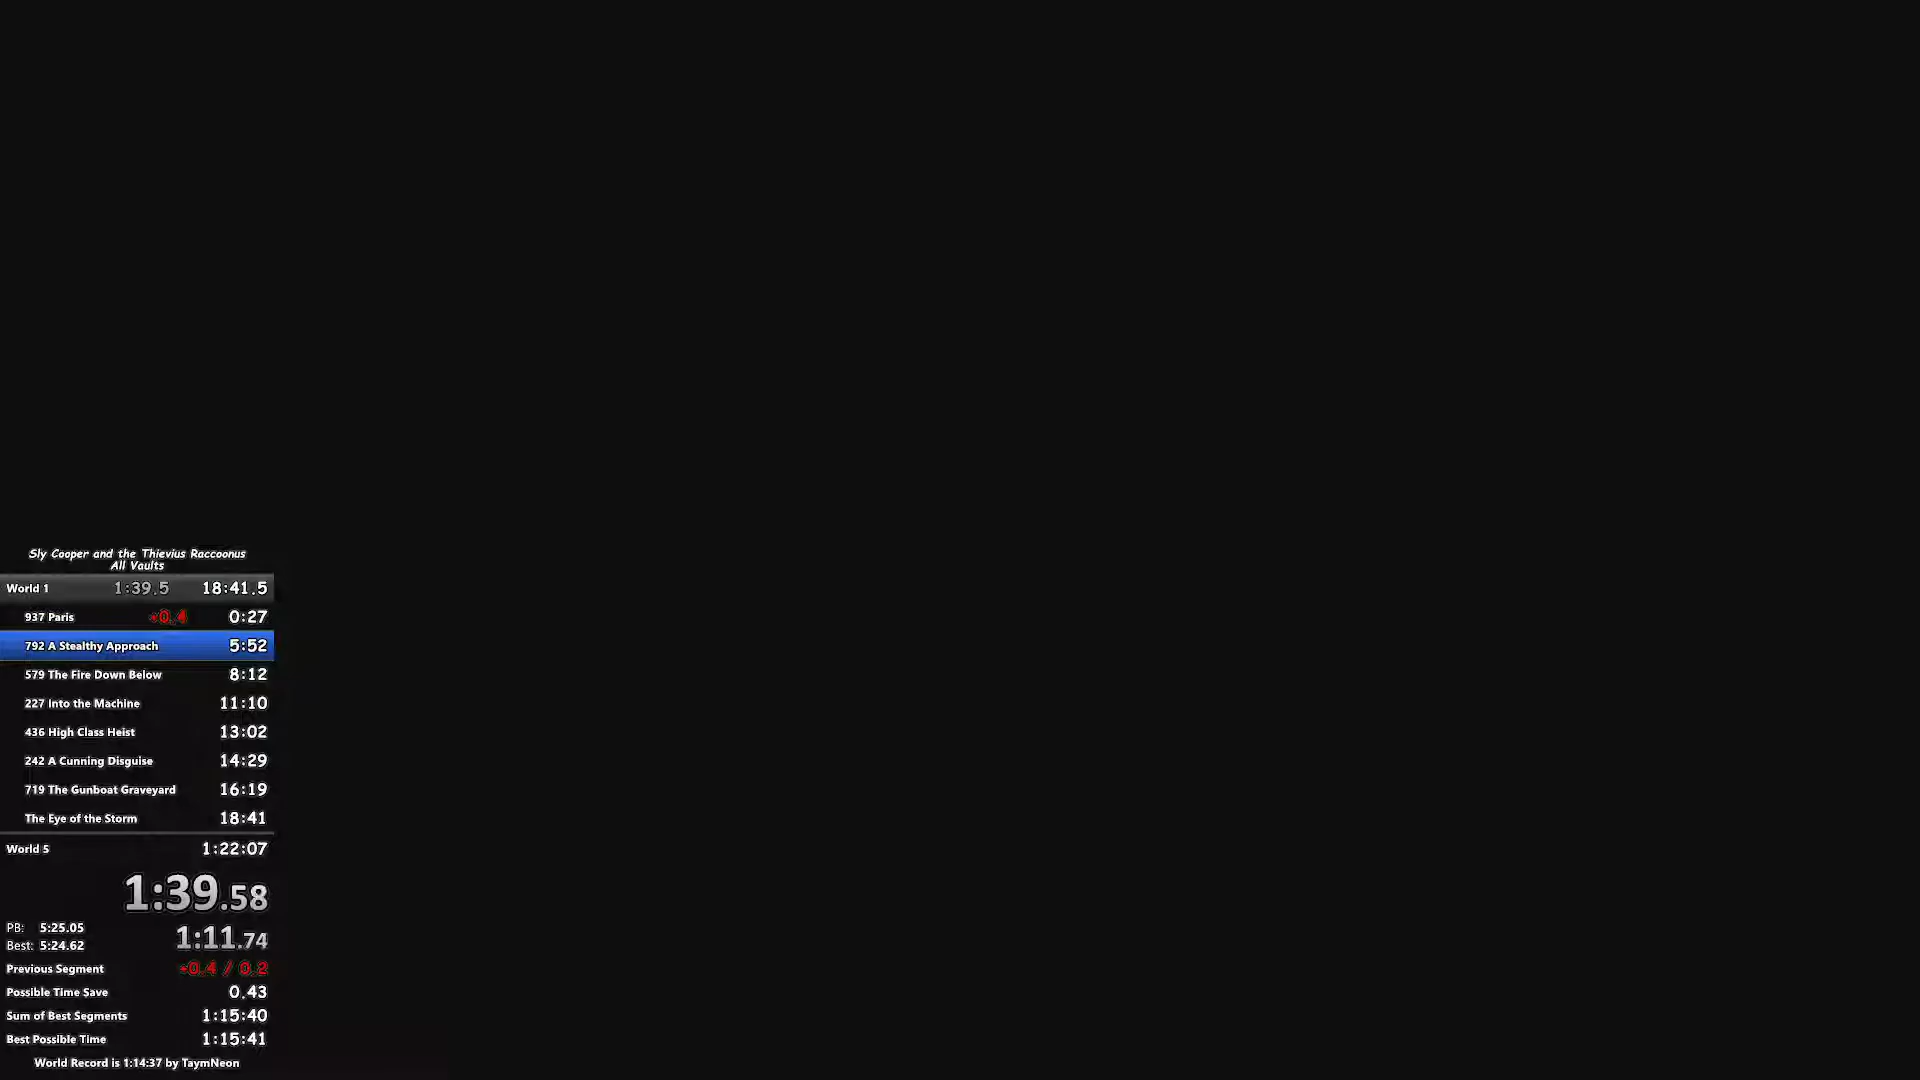 Sly Cooper and the Thievius Raccoonus
All Vaults
World 1 1:39.5 18:41.5
937 Paris +0.4 0:27
792 A Stealthy Approach 5:52
579 The Fire Down Below 8:12
227 Into the Machine 11:10
436 High Class Heist 13:02
242 A Cunning Disguise 14:29
719 The Gunboat Graveyard 16:19
The Eye of the Storm 18:41
World 5 1:22:07
1:39.58
PB: 5:25.05
1:11.74
Best: 5:24.62
Previous Segment +0.4 / 0.2
Possible Time Save 0.43
Sum of Best Segments 1:15:40
Best Possible Time 1:15:41
World Record is 1:14:37 by TaymNeon